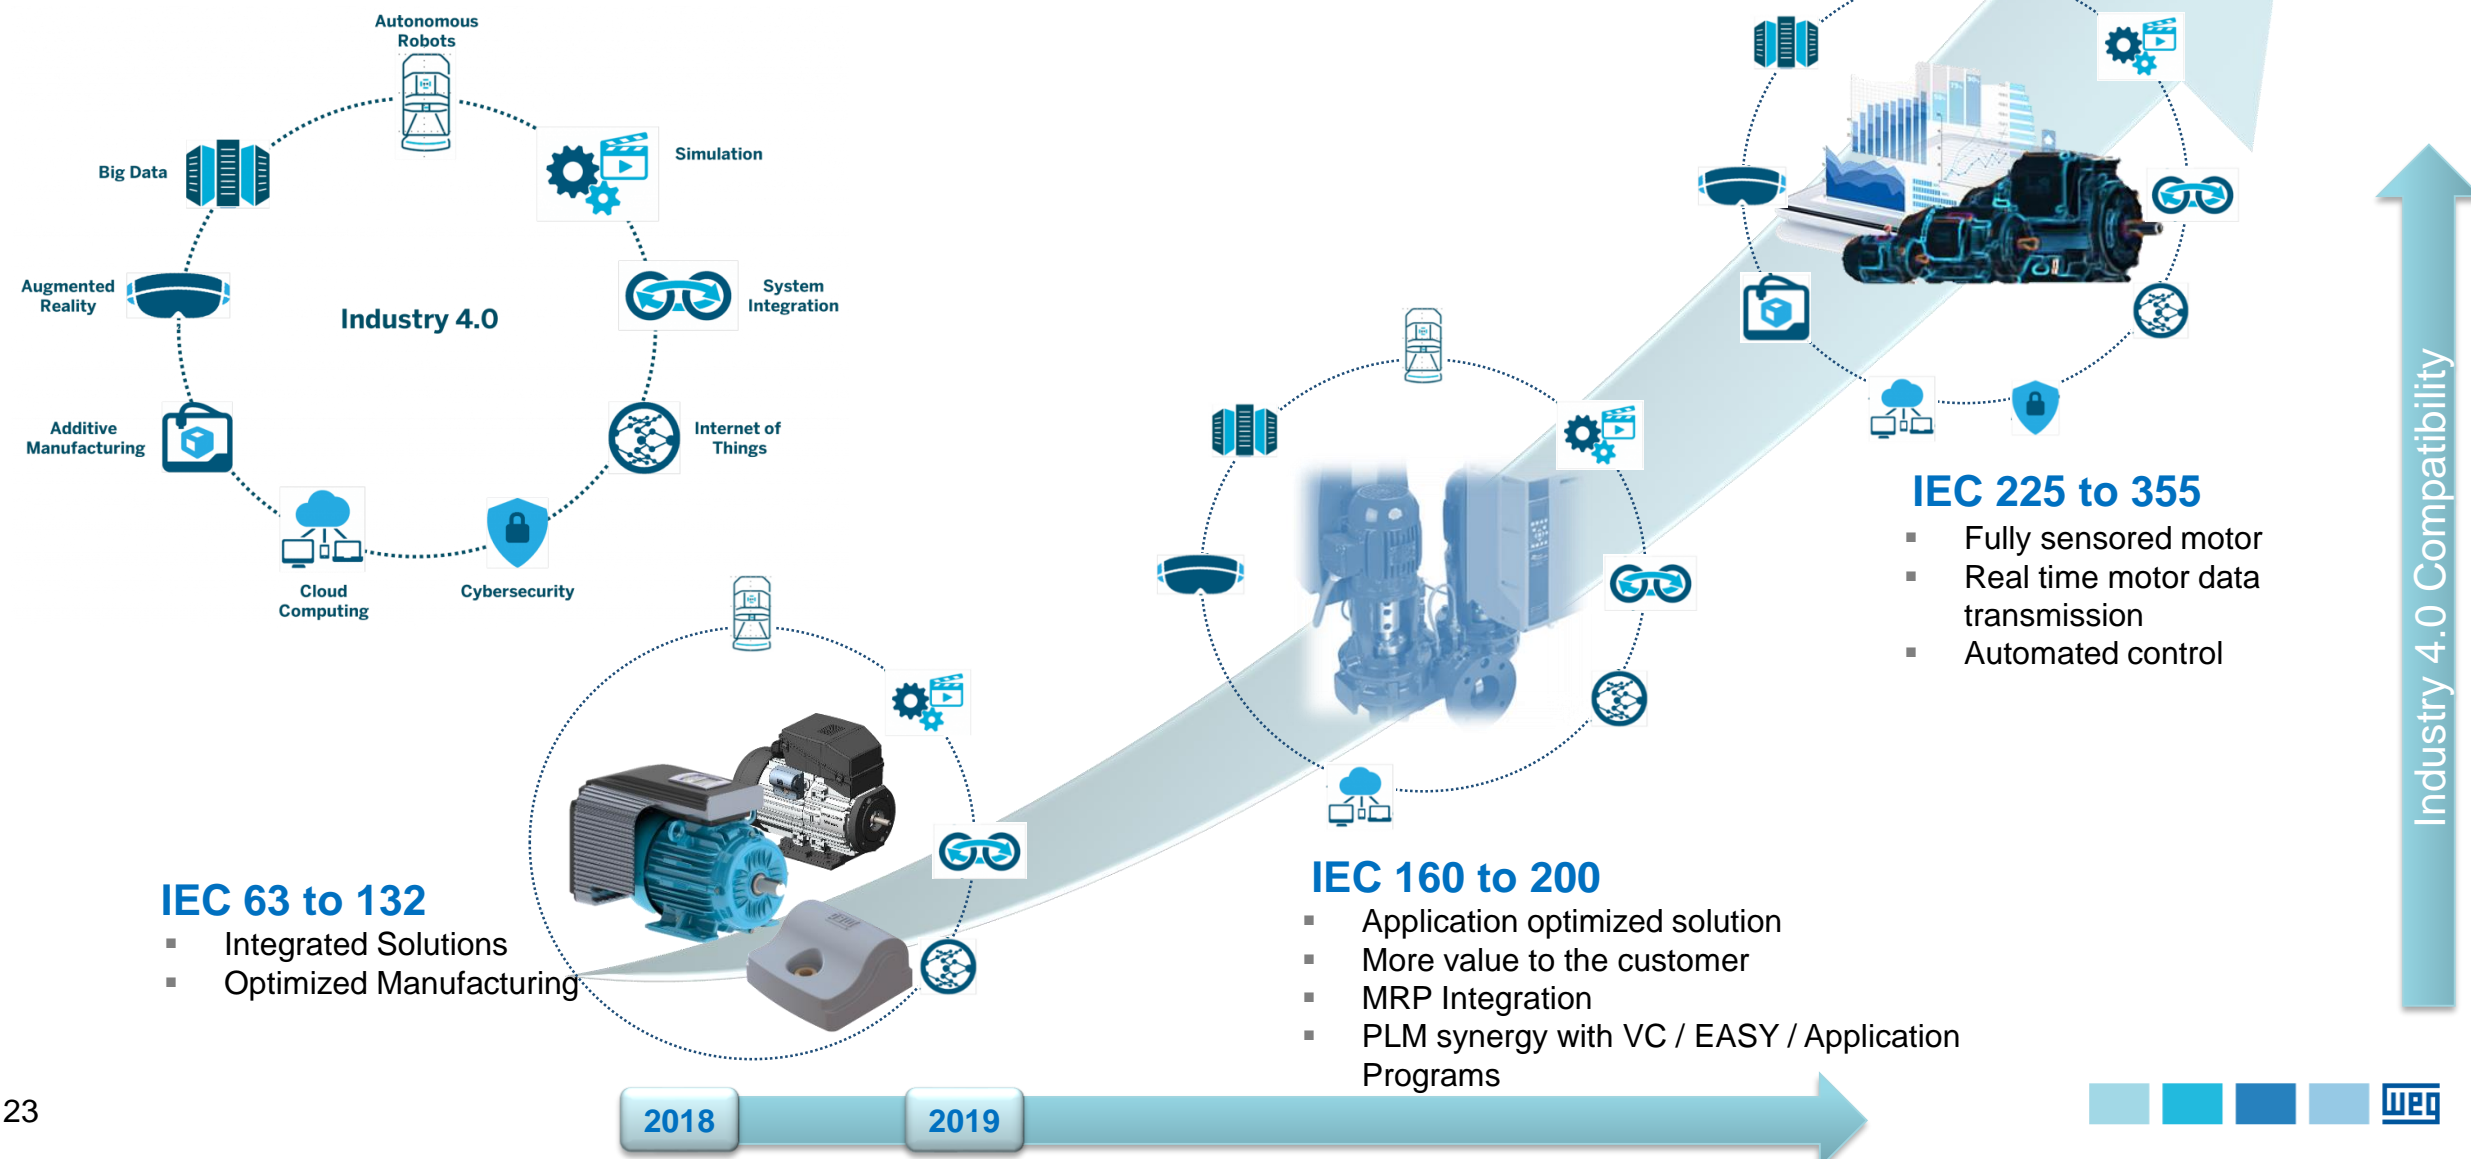 Autonomous
Robots
Simulation
Big Data
System
Integration
Augmented
Reality
Industry 4.0
Internet of
Things
Additive
Manufacturing
Cloud
Computing
Cybersecurity
IEC 63 to 132
▪ Integrated Solutions
▪ Optimized Manufacturing
IEC 160 to 200
▪ Application optimized solution
▪ More value to the customer
▪ MRP Integration
▪ PLM synergy with VC / EASY / Application
Programs
IEC 225 to 355
▪ Fully sensored motor
▪ Real time motor data
transmission
▪ Automated control
Industry 4.0 Compatibility
2018
2019
23
weg